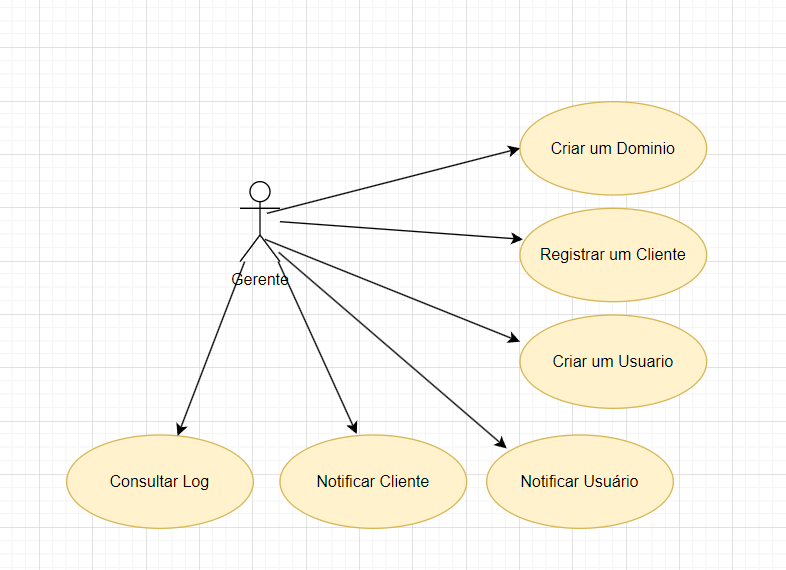 Criar um Dominio
Registrar um Cliente
Gerente
Criar um Usuario
Consultar Log
Notificar Cliente
Notificar Usuário